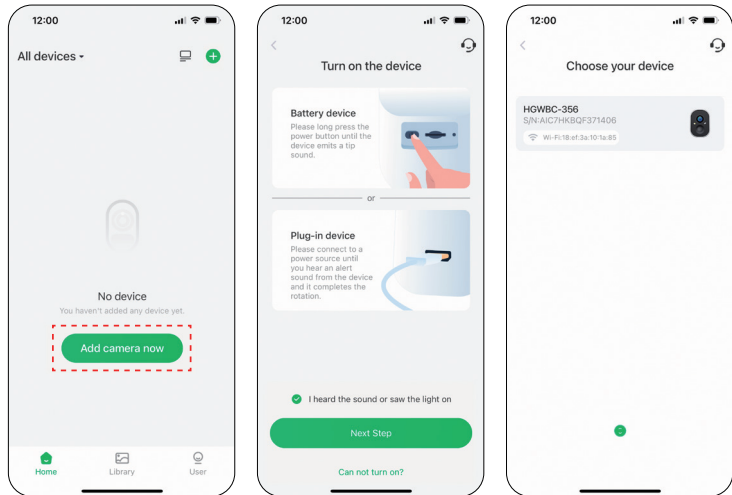 12:00
All devices
No device
You haven't added any device yet.
Add camera now
Home
Library
User
12:00
Turn on the device
Battery device
Please long press the
power button until the
device emits a tip
sound.
or
Plug-in device
Please connect to a
power source until
you hear an alert
sound from the device
and it completes the
rotation.
I heard the sound or saw the light on
Next Step
Can not turn on?
12:00
Choose your device
HGWBC-356
S/N:AIC7HKBQF371406
Wi-Fi:18:ef:3a:10:1a:85